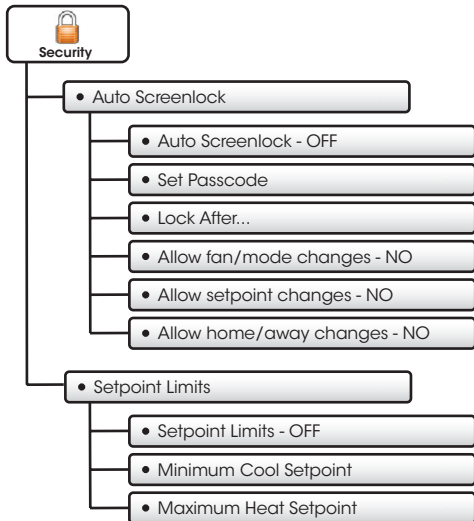 Security
• Auto Screenlock
• Auto Screenlock - OFF
• Set Passcode
• Lock After...
• Allow fan/mode changes - NO
• Allow setpoint changes - NO
• Allow home/away changes - NO
• Setpoint Limits
• Setpoint Limits - OFF
• Minimum Cool Setpoint
• Maximum Heat Setpoint